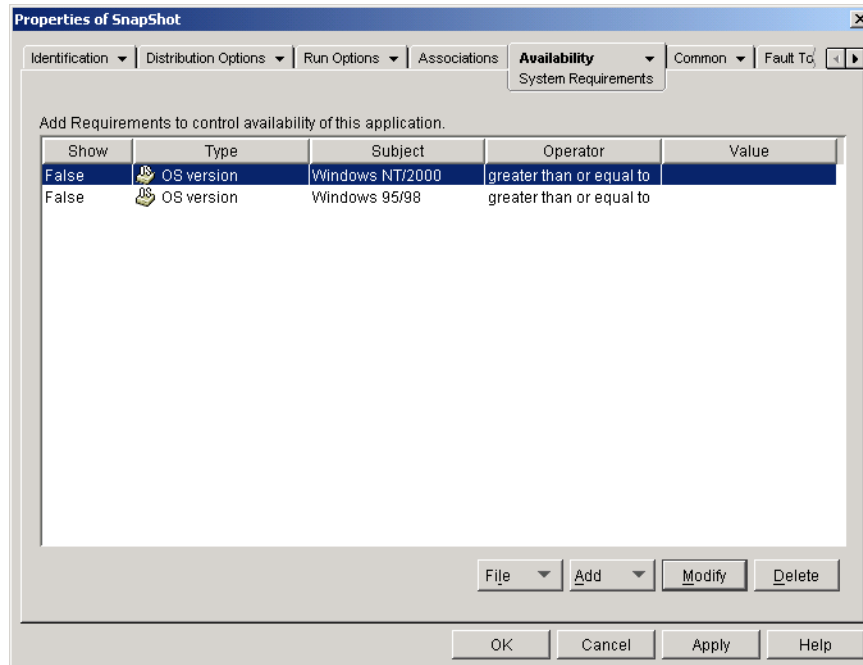 Properties of SnapShot
Identification Distribution Options Run Options Associations Availability Common Fault To
System Requirements
Add Requirements to control availability of this application.
Show Type Subject Operator Value
False OS version Windows NT/2000 greater than or equal to
False OS version Windows 95/98 greater than or equal to
File Add Modify Delete
OK Cancel Apply Help